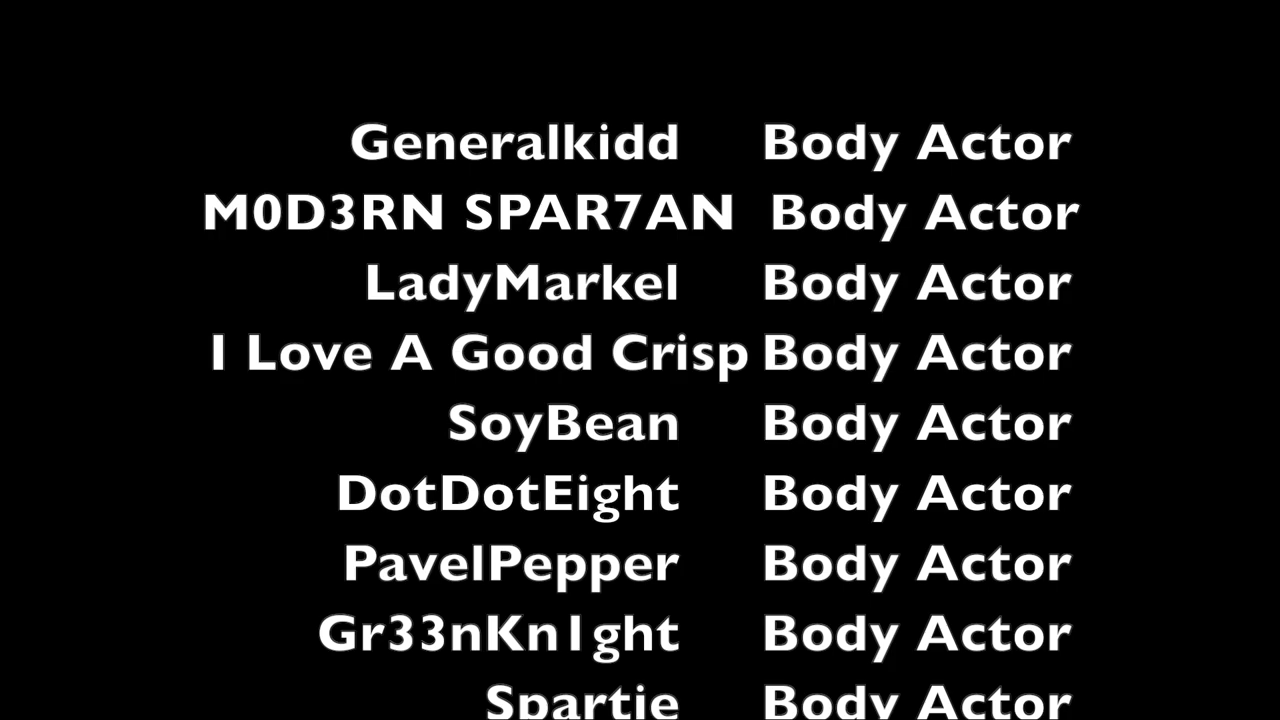 Generalkidd Body Actor
M0D3RN SPAR7AN Body Actor
LadyMarkel Body Actor
I Love A Good Crisp Body Actor
SoyBean Body Actor
DotDotEight Body Actor
PavelPepper Body Actor
Gr33nKn1ght Body Actor
Spartie Body Actor